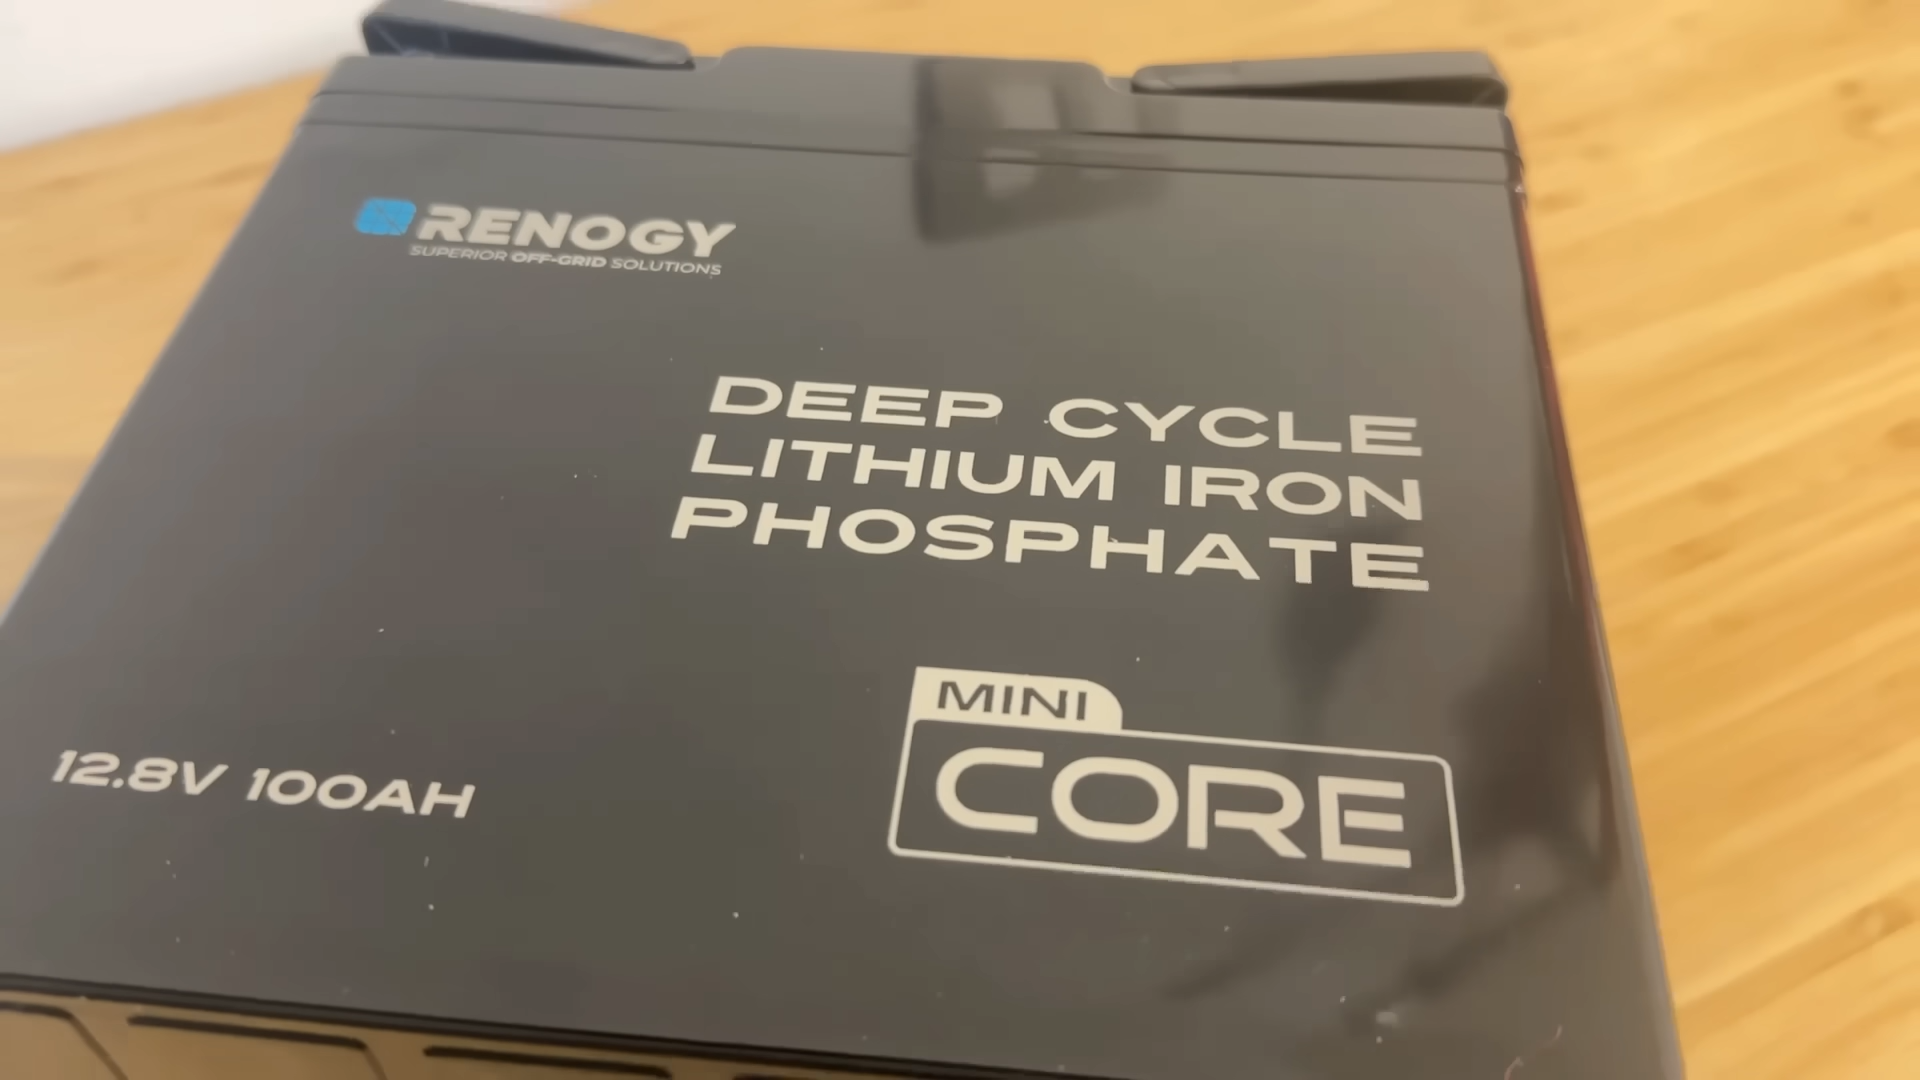 RENOGY
SUPERIOR OFF-GRID SOLUTIONS
DEEP CYCLE
LITHIUM IRON
PHOSPHATE
MINI
CORE
12.8V 100AH